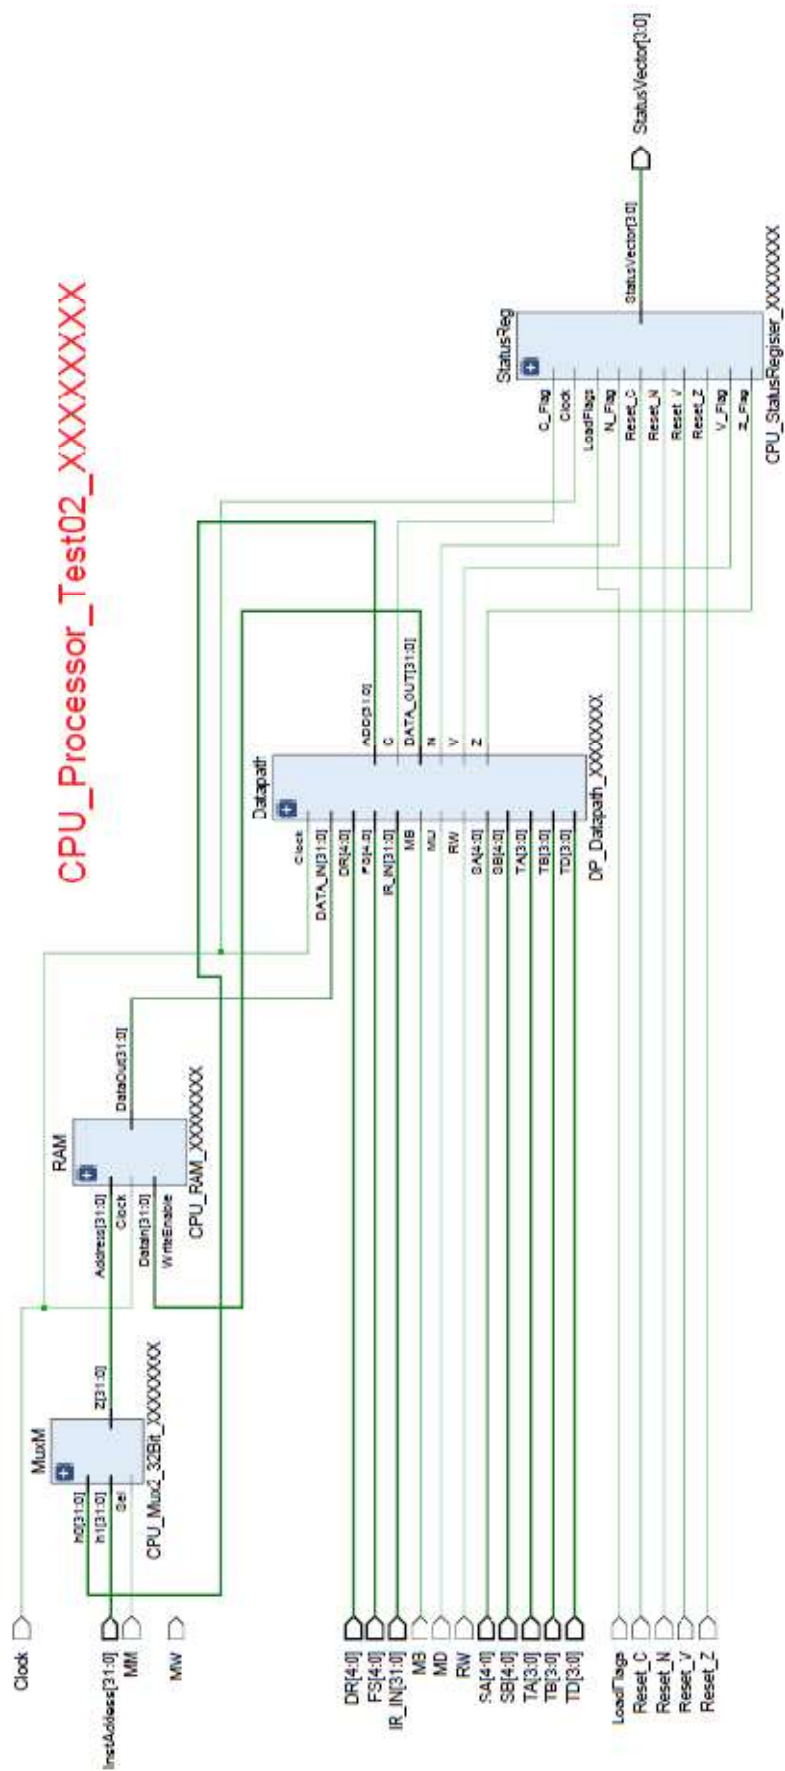 CPU_Processor_Test02_XXXXXXXX
Clock
InstAddess[31:0]
MM
MW
DR[4:0]
FS[4:0]
IR_IN[31:0]
MB
MD
RW
SA[4:0]
SB[4:0]
TA[3:0]
TB[3:0]
TD[3:0]
LoadFlags
Reset_C
Reset_N
Reset_V
Reset_Z
MuxM
In0[31:0]
In1[31:0]
Sel
Z[31:0]
CPU_Mux2_32Bit_XXXXXXXX
RAM
Address[31:0]
Clock
DataIn[31:0]
WriteEnable
DataOut[31:0]
CPU_RAM_XXXXXXXX
Datapath
Clock
DATA_IN[31:0]
DR[4:0]
FS[4:0]
IR_IN[31:0]
MB
MD
RW
SA[4:0]
SB[4:0]
TA[3:0]
TB[3:0]
TD[3:0]
ADD[31:0]
C
DATA_OUT[31:0]
N
V
Z
DP_Datapath_XXXXXXXX
StatusReg
C_Flag
Clock
LoadFlags
N_Flag
Reset_C
Reset_N
Reset_V
Reset_Z
V_Flag
Z_Flag
StatusVector[3:0]
CPU_StatusRegister_XXXXXXXX
StatusVector[3:0]